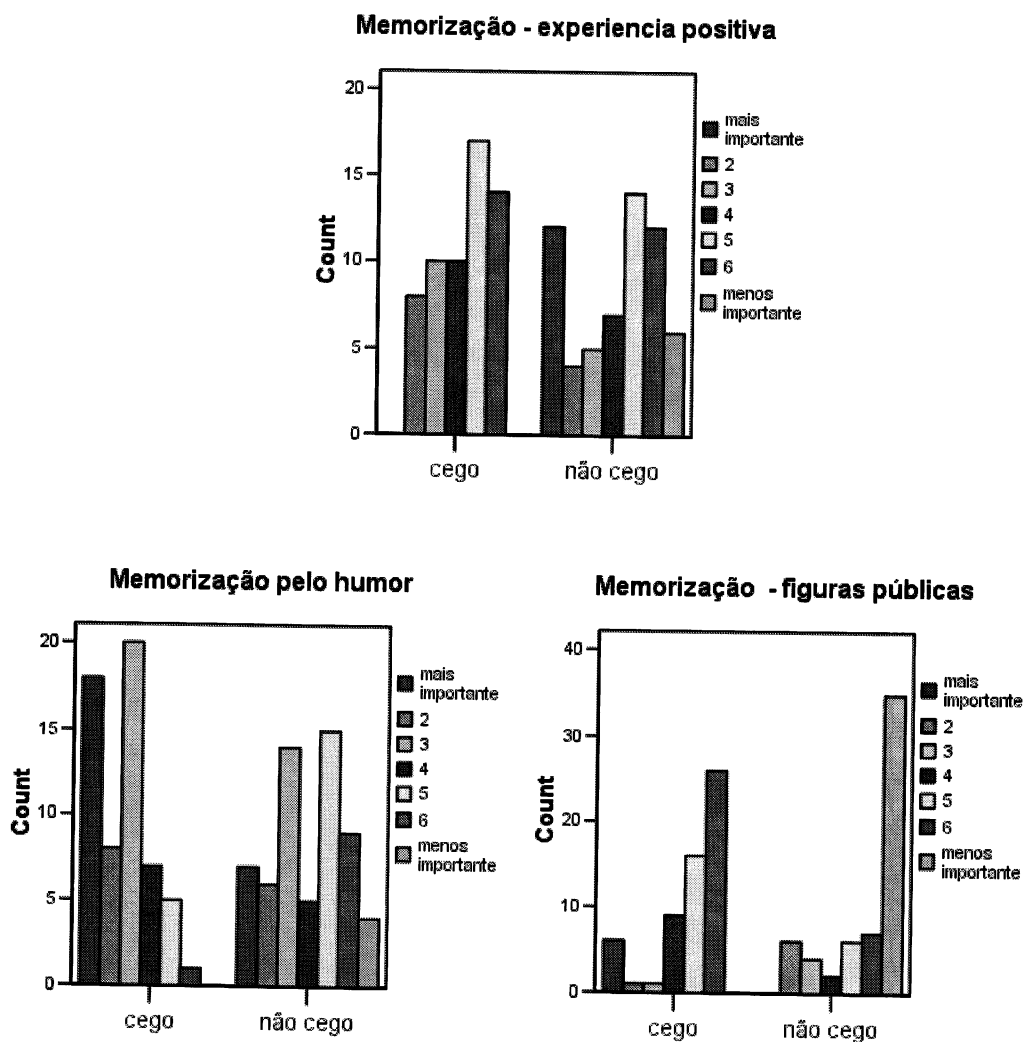 Memorização - experiencia positiva
20
15
10
5
0
Count
cego
não cego
mais
importante
2
3
4
5
6
menos
importante
Memorização pelo humor
20
15
10
5
0
Count
cego
não cego
mais
importante
2
3
4
5
6
menos
importante
Memorização - figuras públicas
40
30
20
10
0
Count
cego
não cego
mais
importante
2
3
4
5
6
menos
importante